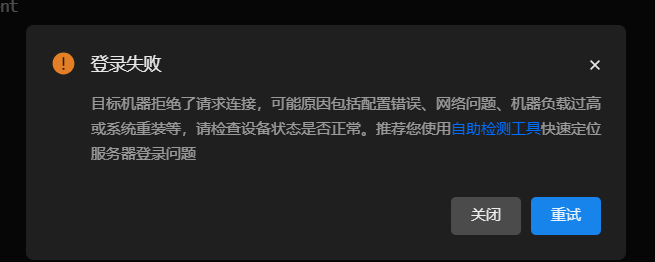 nt
登录失败
目标机器拒绝了请求连接，可能原因包括配置错误、网络问题、机器负载过高
或系统重装等，请检查设备状态是否正常。推荐您使用自助检测工具快速定位
服务器登录问题
关闭
重试